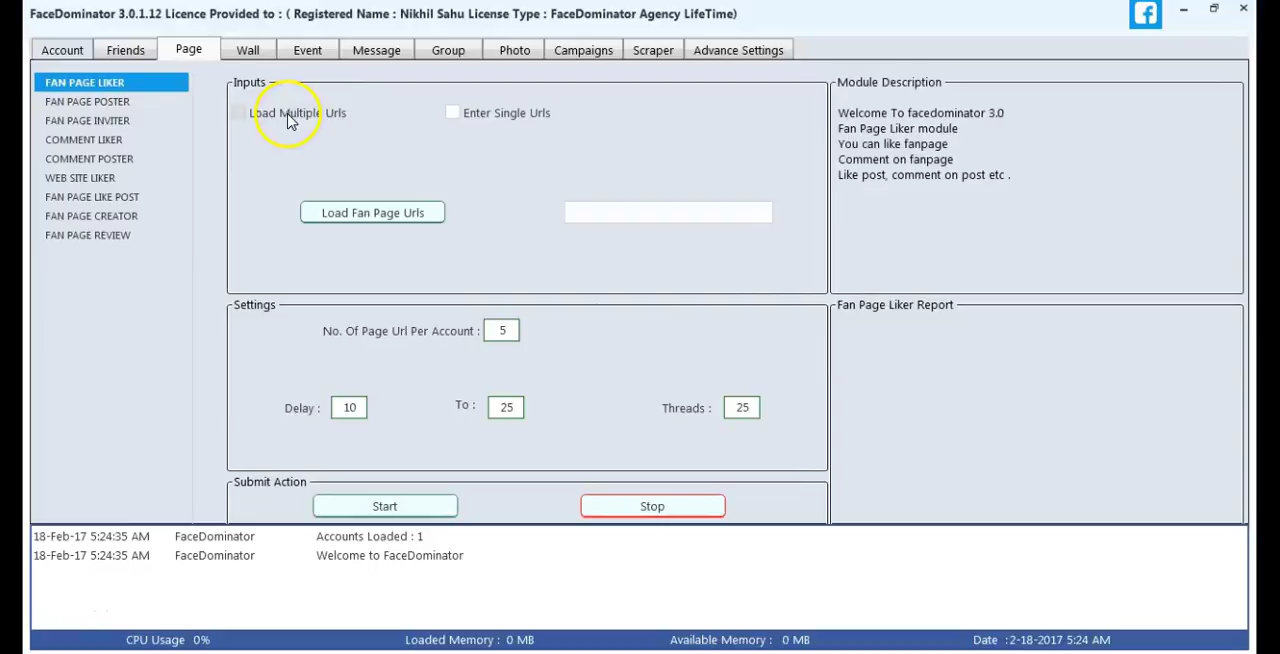 FaceDominator 3.0.1.12 Licence Provided to : ( Registered Name : Nikhil Sahu License Type : FaceDominator Agency LifeTime)
Account Friends Page Wall Event Message Group Photo Campaigns Scraper Advance Settings
FAN PAGE LIKER
FAN PAGE POSTER
FAN PAGE INVITER
COMMENT LIKER
COMMENT POSTER
WEB SITE LIKER
FAN PAGE LIKE POST
FAN PAGE CREATOR
FAN PAGE REVIEW
Inputs
Load Multiple Urls Enter Single Urls
Load Fan Page Urls
Settings
No. Of Page Url Per Account : 5
Delay : 10 To : 25 Threads : 25
Submit Action
Start Stop
Module Description
Welcome To facedominator 3.0
Fan Page Liker module
You can like fanpage
Comment on fanpage
Like post, comment on post etc .
Fan Page Liker Report
18-Feb-17 5:24:35 AM FaceDominator Accounts Loaded : 1
18-Feb-17 5:24:35 AM FaceDominator Welcome to FaceDominator
CPU Usage 0% Loaded Memory : 0 MB Available Memory : 0 MB Date :2-18-2017 5:24 AM